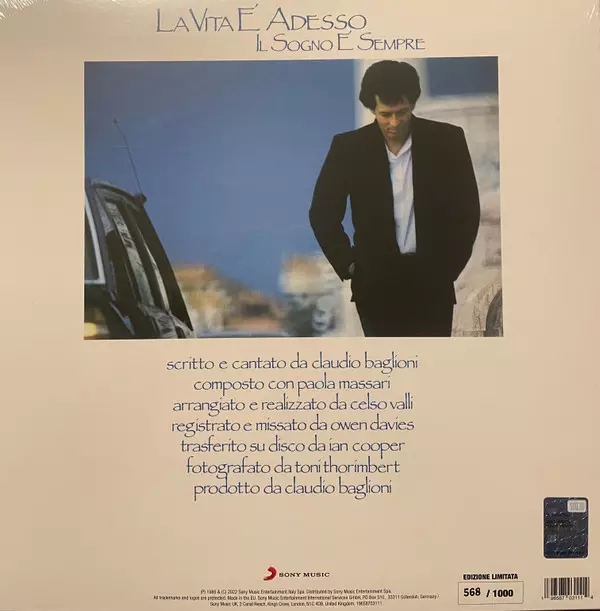 LA VITA É ADESSO
IL SOGNO É SEMPRE
scritto e cantato da claudio baglioni
composto con paola massari
arrangiato e realizzato da celso valli
registrato e missato da owen davies
trasferito su disco da ian cooper
fotografato da toni thorimbert
prodotto da claudio baglioni
SONY MUSIC
EDIZIONE LIMITATA
568 / 1000